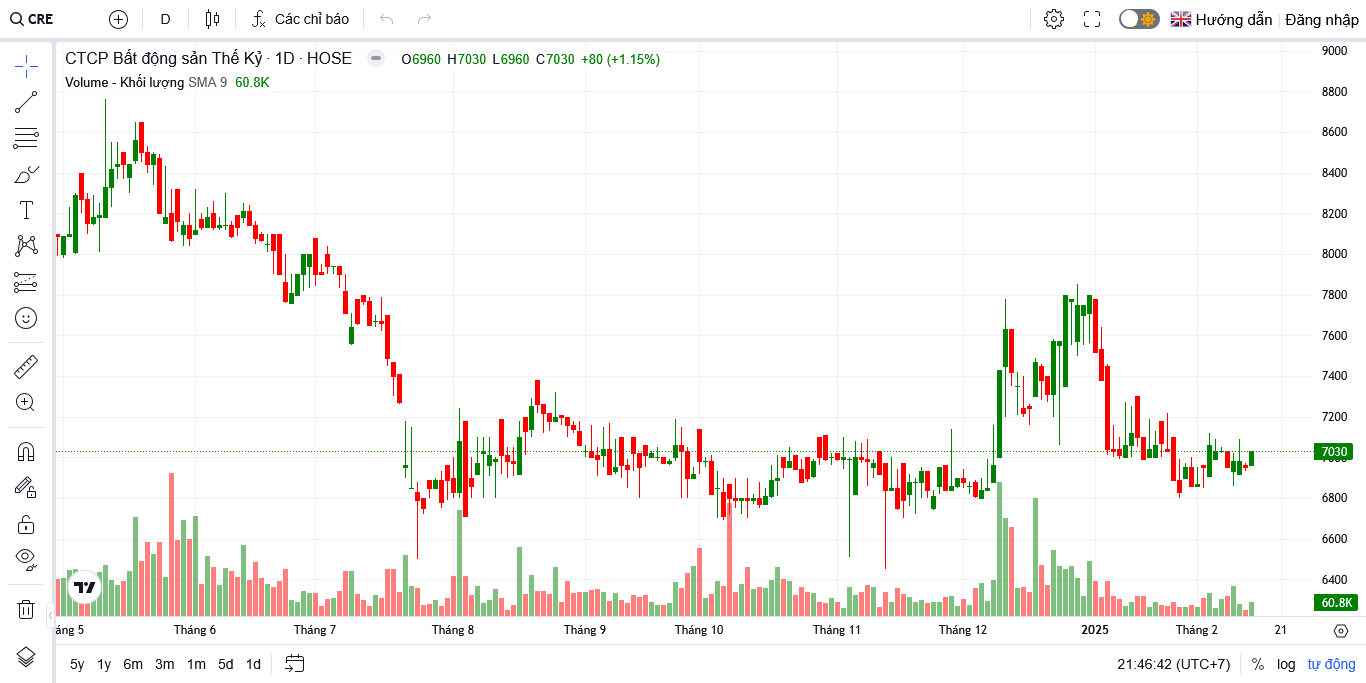 CRE D Các chỉ báo Hướng dẫn Đăng nhập
CTCP Bất động sản Thế Kỷ · 1D · HOSE O6960 H7030 L6960 C7030 +80 (+1.15%)
Volume - Khối lượng SMA 9 60.8K
9000
8800
8600
8400
8200
8000
7800
7600
7400
7200
7030
7000
6800
6600
6400
60.8K
áng 5 Tháng 6 Tháng 7 Tháng 8 Tháng 9 Tháng 10 Tháng 11 Tháng 12 2025 Tháng 2 21
5y 1y 6m 3m 1m 5d 1d 21:46:42 (UTC+7) % log tự động